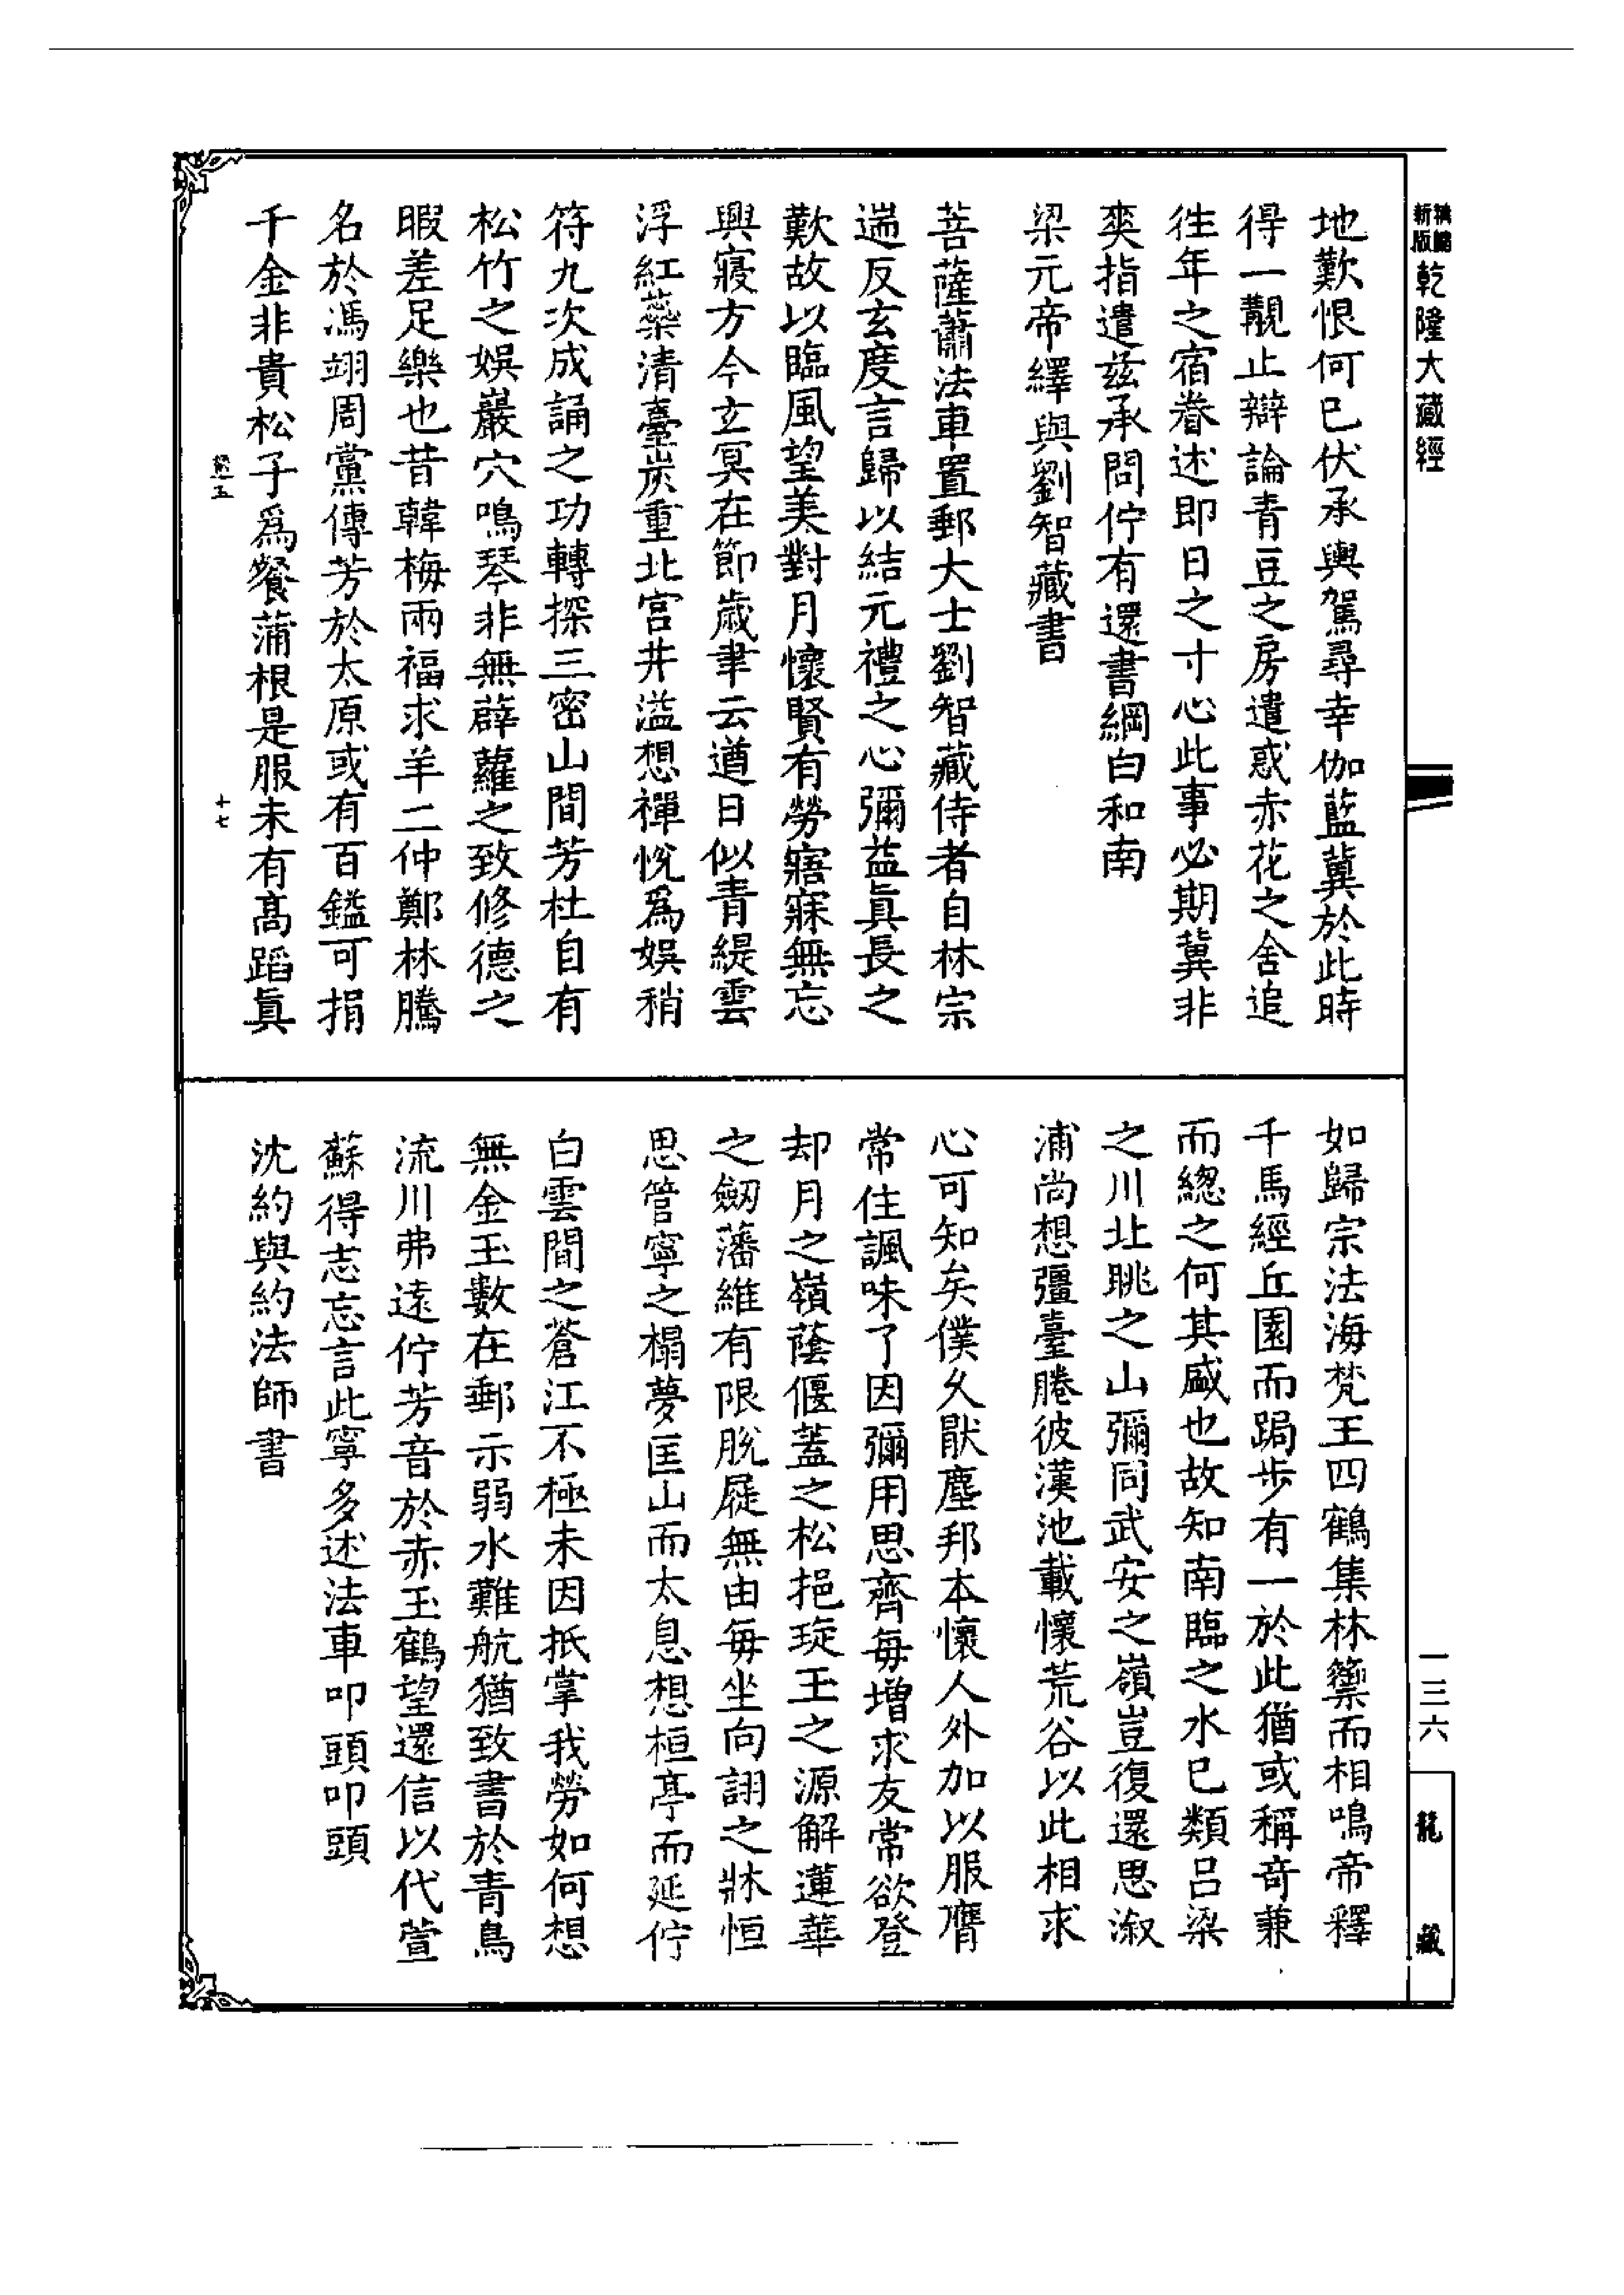 乾隆大藏經
地歎恨何已伏承輿駕尋幸伽藍冀於此時
得一覯止辯論青豆之房遣惑赤花之舍追
徃年之宿眷述即日之寸心此事必期冀非
爽指遣茲承問佇有還書綱白和南
梁元帝繹與劉智藏書
菩薩蕭法車置郵大士劉智藏侍者自林宗
遄反玄度言歸以結元禮之心彌益眞長之
歎故以臨風望美對月懷賢有勞寤寐無忘
興寢方今玄冥在節歲聿云遒日似青緹雲
浮紅蘂清臺炭重北宮井溢想禪悅爲娛稍
符九次成誦之功轉探三密山間芳杜自有
松竹之娛巖穴鳴琴非無薜蘿之致修德之
暇差足樂也昔韓梅兩福求羊二仲鄭林騰
名於馮翊周黨傳芳於太原或有百鎰可捐
千金非貴松子爲餐蒲根是服未有髙蹈眞
十七
如歸宗法海梵王四鶴集林籞而相鳴帝釋
千馬經丘園而跼步有一於此猶或稱奇兼
而緫之何其盛也故知南臨之水已類呂梁
之川北眺之山彌同武安之嶺豈復還思溆
浦尚想彊臺睠彼漢池載懷荒谷以此相求
心可知矣僕久猒塵邦本懷人外加以服膺
常住諷味了因彌用思齊每增求友常欲登
却月之嶺蔭偃葢之松挹琁玉之源解蓮華
之劔藩維有限脫屣無由每坐向詡之牀恒
思管寧之榻夢匡山而太息想桓亭而延佇
白雲間之蒼江不極未因抵掌我勞如何想
無金玉數在郵示弱水難航猶致書於青鳥
流川弗遠佇芳音於赤玉鶴望還信以代萱
蘇得志忘言此寧多述法車叩頭叩頭
沈約與約法師書
一三六
龍藏